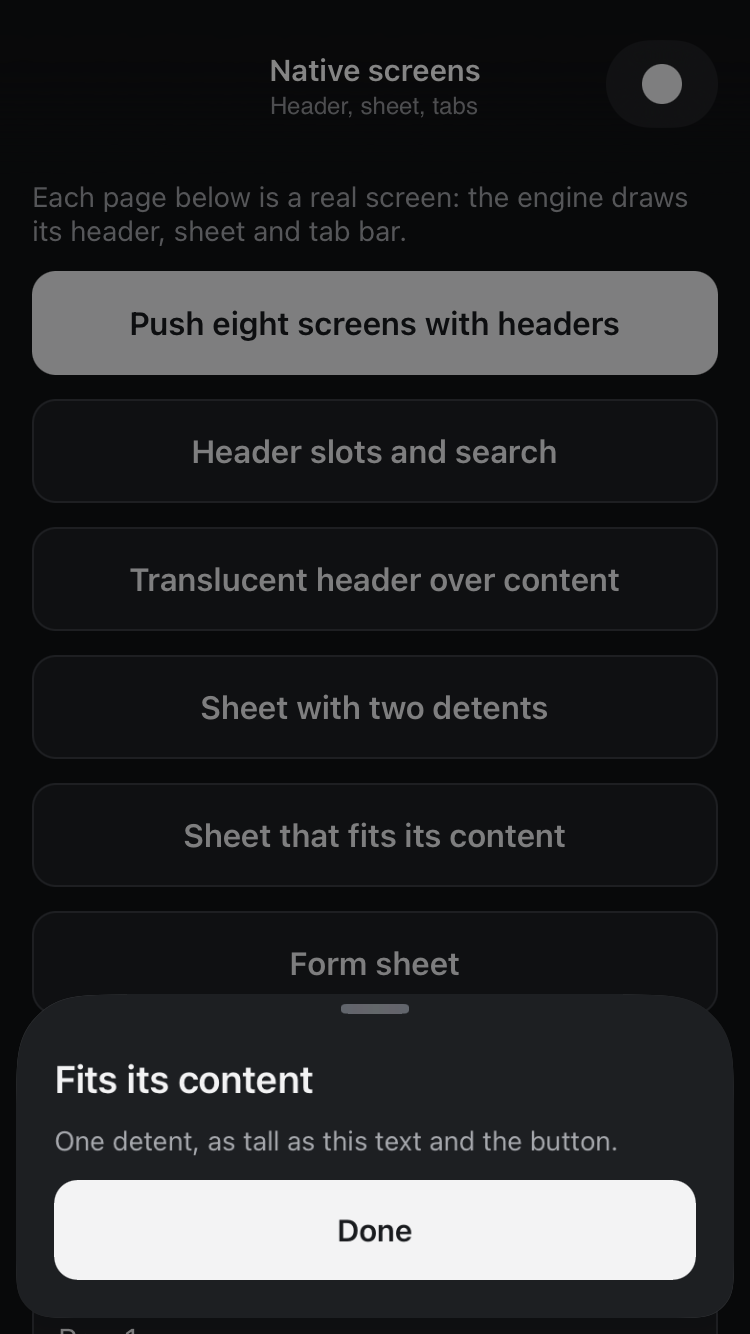 Native screens
Header, sheet, tabs
Each page below is a real screen: the engine draws
its header, sheet and tab bar.
Push eight screens with headers
Header slots and search
Translucent header over content
Sheet with two detents
Sheet that fits its content
Form sheet
Fits its content
One detent, as tall as this text and the button.
Done